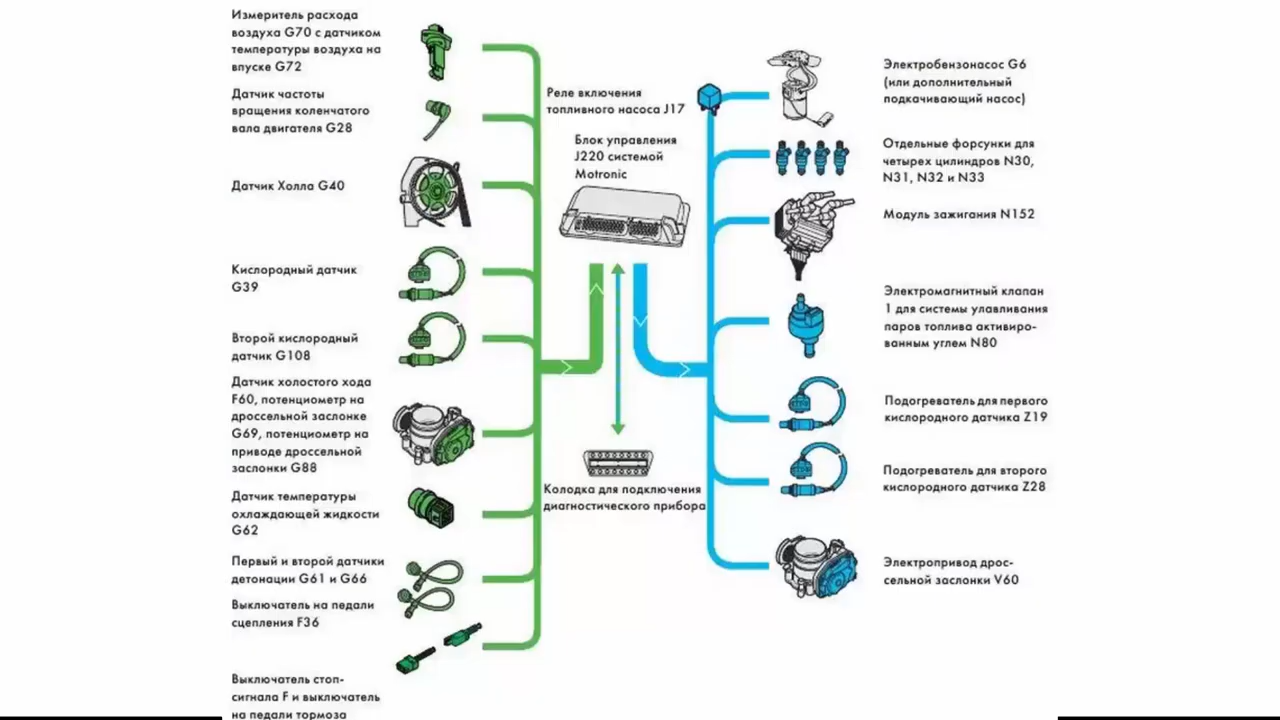 Измеритель расхода
воздуха G70 с датчиком
температуры воздуха на
впуске G72
Датчик частоты
вращения коленчатого
вала двигателя G28
Датчик Холла G40
Кислородный датчик
G39
Второй кислородный
датчик G108
Датчик холостого хода
F60, потенциометр на
дроссельной заслонке
G69, потенциометр на
приводе дроссельной
заслонки G88
Датчик температуры
охлаждающей жидкости
G62
Первый и второй датчики
детонации G61 и G66
Выключатель на педали
сцепления F36
Выключатель стоп-
сигнала F и выключатель
на педали тормоза
Реле включения
топливного насоса J17
Блок управления
J220 системой
Motronic
Колодка для подключения
диагностического прибора
Электробензонасос G6
(или дополнительный
подкачивающий насос)
Отдельные форсунки для
четырех цилиндров N30,
N31, N32 и N33
Модуль зажигания N152
Электромагнитный клапан
1 для системы улавливания
паров топлива активиро-
ванным углем N80
Подогреватель для первого
кислородного датчика Z19
Подогреватель для второго
кислородного датчика Z28
Электропривод дрос-
сельной заслонки V60